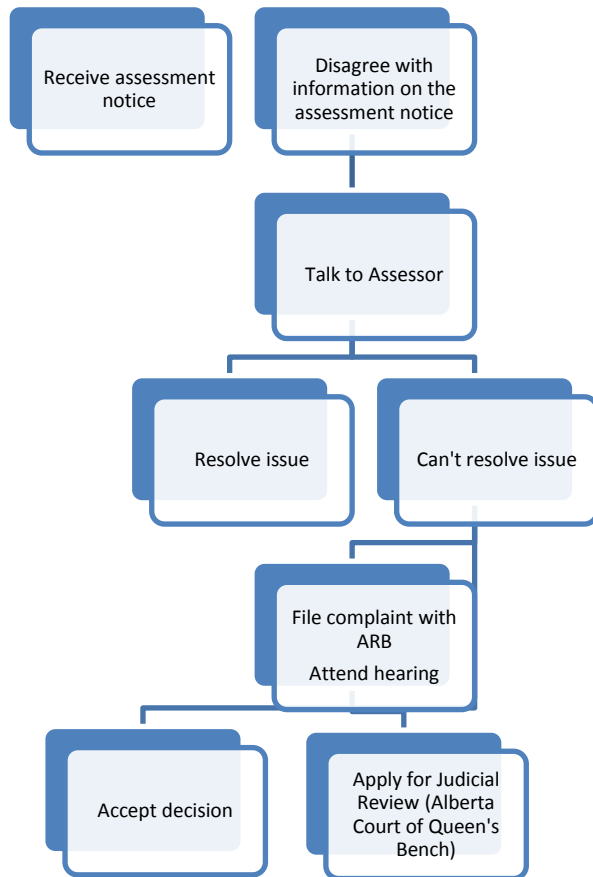 Receive assessment
notice
Disagree with
information on the
assessment notice
Talk to Assessor
Resolve issue
Can't resolve issue
File complaint with
ARB
Attend hearing
Accept decision
Apply for Judicial
Review (Alberta
Court of Queen's
Bench)